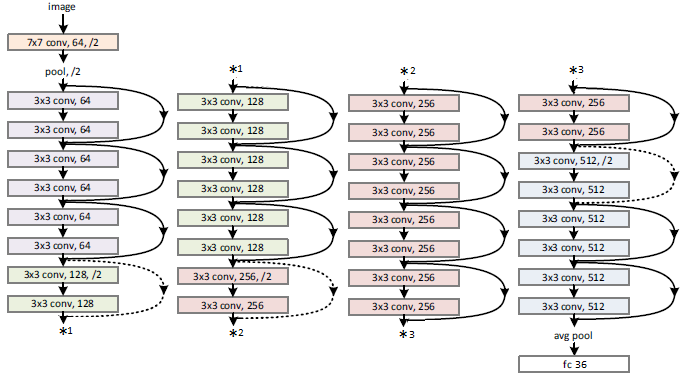 image
7x7 conv, 64, /2
pool, /2
3x3 conv, 64
3x3 conv, 64
3x3 conv, 64
3x3 conv, 64
3x3 conv, 64
3x3 conv, 64
3x3 conv, 128, /2
3x3 conv, 128
*1
*1
3x3 conv, 128
3x3 conv, 128
3x3 conv, 128
3x3 conv, 128
3x3 conv, 128
3x3 conv, 128
3x3 conv, 256, /2
3x3 conv, 256
*2
*2
3x3 conv, 256
3x3 conv, 256
3x3 conv, 256
3x3 conv, 256
3x3 conv, 256
3x3 conv, 256
3x3 conv, 256
3x3 conv, 256
*3
*3
3x3 conv, 256
3x3 conv, 256
3x3 conv, 512, /2
3x3 conv, 512
3x3 conv, 512
3x3 conv, 512
3x3 conv, 512
3x3 conv, 512
avg pool
fc 36